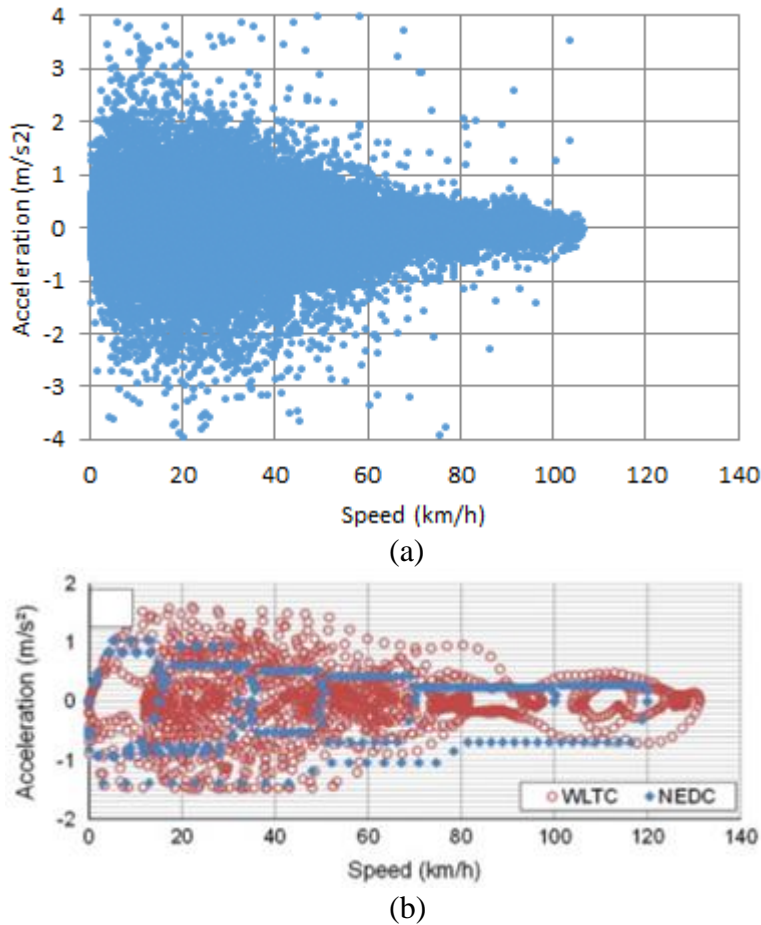 4
3
2
1
0
-1
-2
-3
-4
Acceleration (m/s2)
0 20 40 60 80 100 120 140
Speed (km/h)
(a)
2
1
0
-1
-2
Acceleration (m/s²)
WLTC NEDC
0 20 40 60 80 100 120 140
Speed (km/h)
(b)